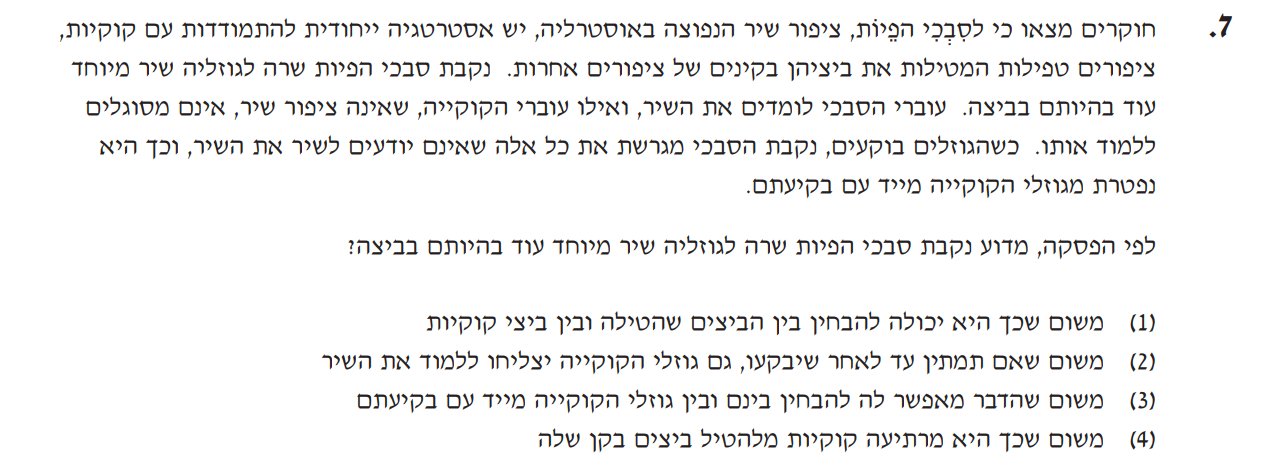 7. חוקרים מצאו כי לסִבְכֵי הפֵיוֹת, ציפור שיר הנפוצה באוסטרליה, יש אסטרטגיה ייחודית להתמודדות עם קוקיות,
ציפורים טפילות המטילות את ביציהן בקינים של ציפורים אחרות. נקבת סבכי הפיות שרה לגוזליה שיר מיוחד
עוד בהיותם בביצה. עוברי הסבכי לומדים את השיר, ואילו עוברי הקוקייה, שאינה ציפור שיר, אינם מסוגלים
ללמוד אותו. כשהגוזלים בוקעים, נקבת הסבכי מגרשת את כל אלה שאינם יודעים לשיר את השיר, וכך היא
נפטרת מגוזלי הקוקייה מייד עם בקיעתם.
לפי הפסקה, מדוע נקבת סבכי הפיות שרה לגוזליה שיר מיוחד עוד בהיותם בביצה?
(1) משום שכך היא יכולה להבחין בין הביצים שהטילה ובין ביצי קוקיות
(2) משום שאם תמתין עד לאחר שיבקעו, גם גוזלי הקוקייה יצליחו ללמוד את השיר
(3) משום שהדבר מאפשר לה להבחין בינם ובין גוזלי הקוקייה מייד עם בקיעתם
(4) משום שכך היא מרתיעה קוקיות מלהטיל ביצים בקן שלה